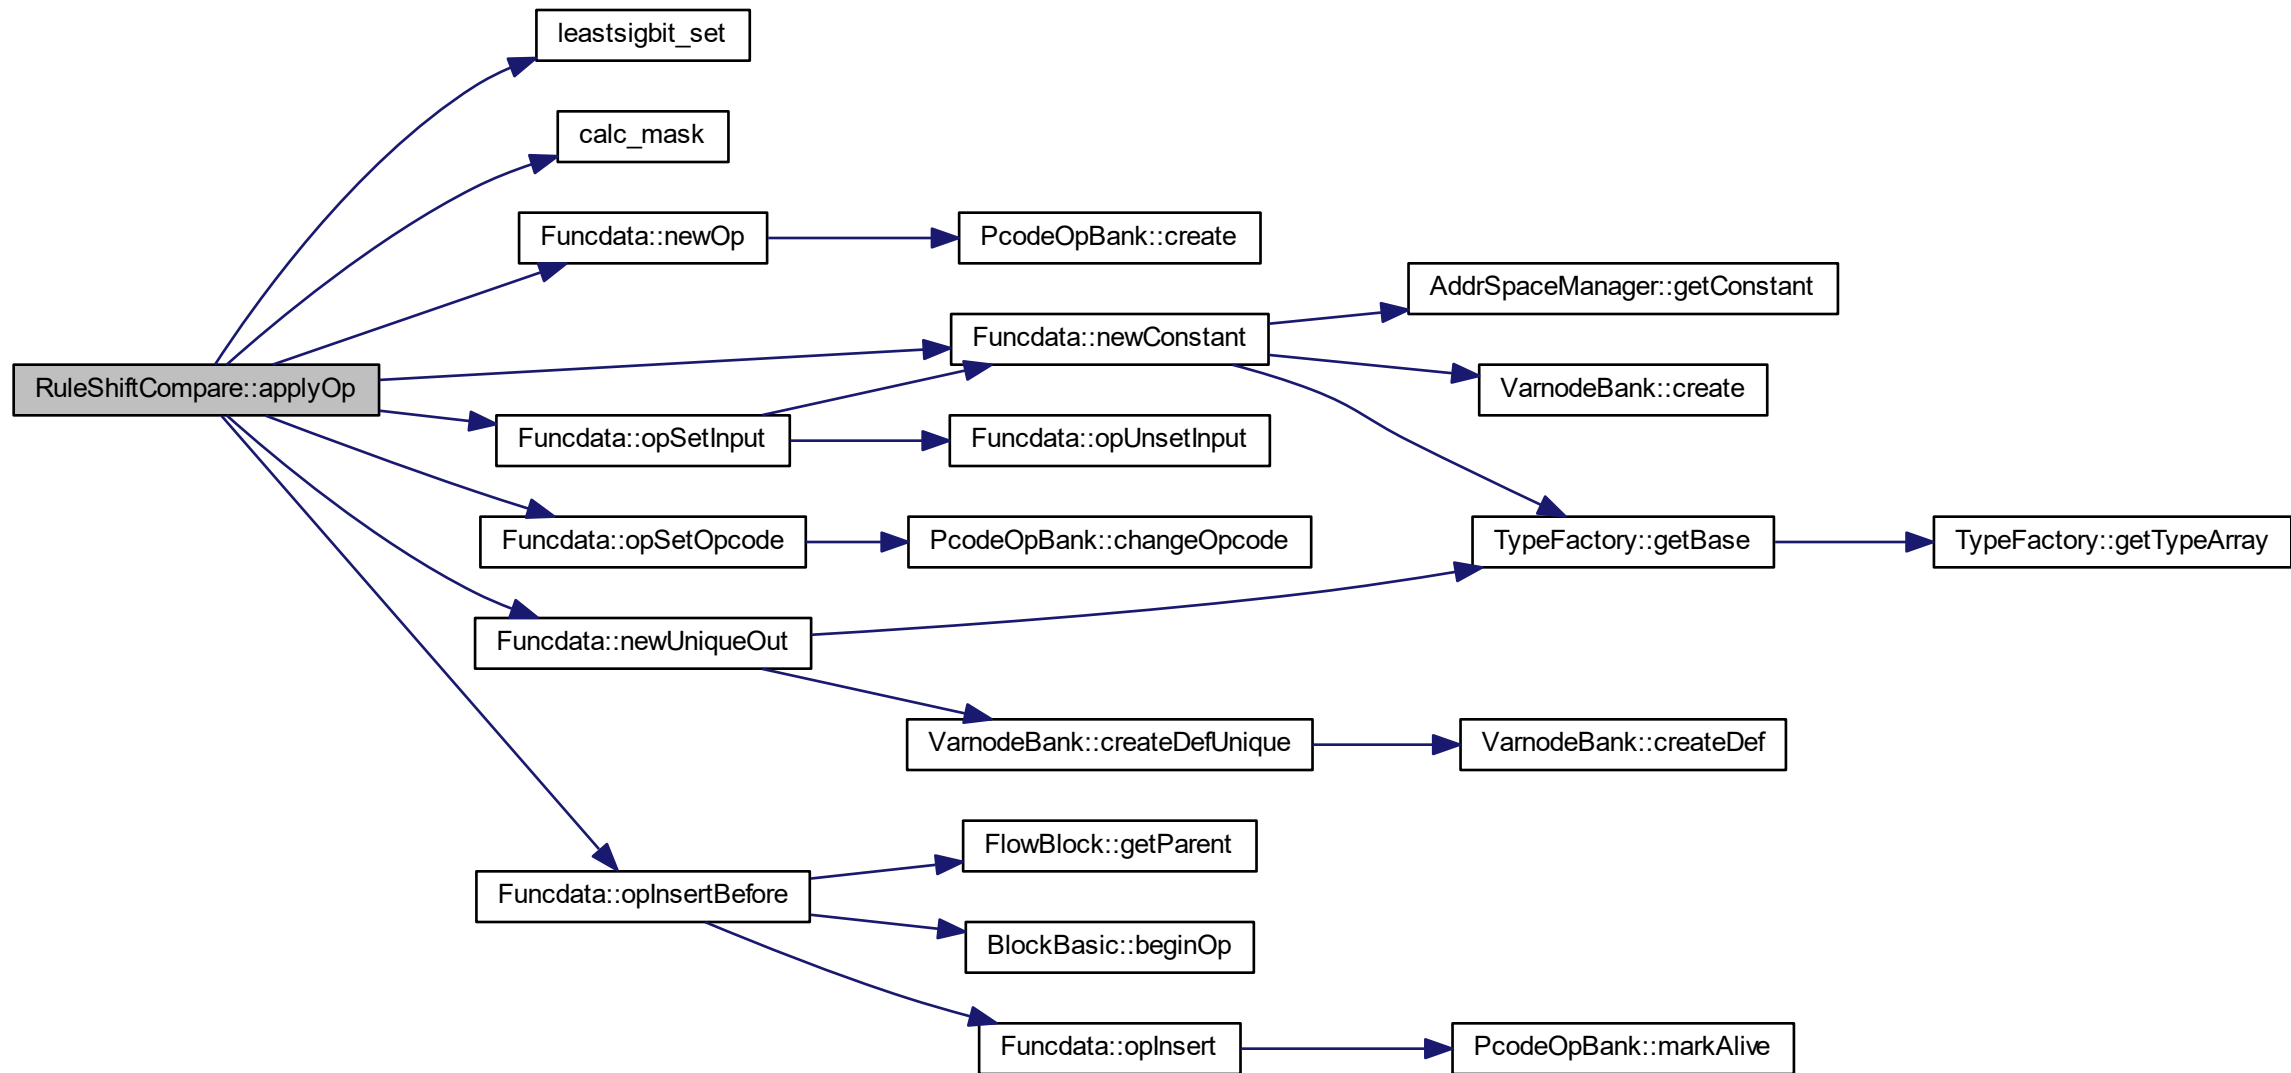 leastsigbit_set
calc_mask
Funcdata::newOp
PcodeOpBank::create
AddrSpaceManager::getConstant
Funcdata::newConstant
RuleShiftCompare::applyOp
VarnodeBank::create
Funcdata::opSetInput
Funcdata::opUnsetInput
Funcdata::opSetOpcode
PcodeOpBank::changeOpcode
TypeFactory::getBase
TypeFactory::getTypeArray
Funcdata::newUniqueOut
VarnodeBank::createDefUnique
VarnodeBank::createDef
FlowBlock::getParent
Funcdata::opInsertBefore
BlockBasic::beginOp
Funcdata::opInsert
PcodeOpBank::markAlive